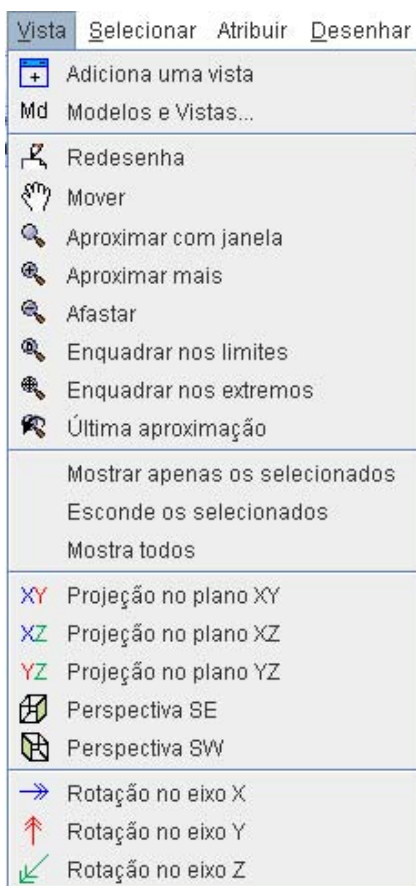 Vista Selecionar Atribuir Desenhar
Adiciona uma vista
Md Modelos e Vistas...
Redesenha
Mover
Aproximar com janela
Aproximar mais
Afastar
Enquadrar nos limites
Enquadrar nos extremos
Última aproximação
Mostrar apenas os selecionados
Esconde os selecionados
Mostra todos
XY Projeção no plano XY
XZ Projeção no plano XZ
YZ Projeção no plano YZ
Perspectiva SE
Perspectiva SW
Rotação no eixo X
Rotação no eixo Y
Rotação no eixo Z